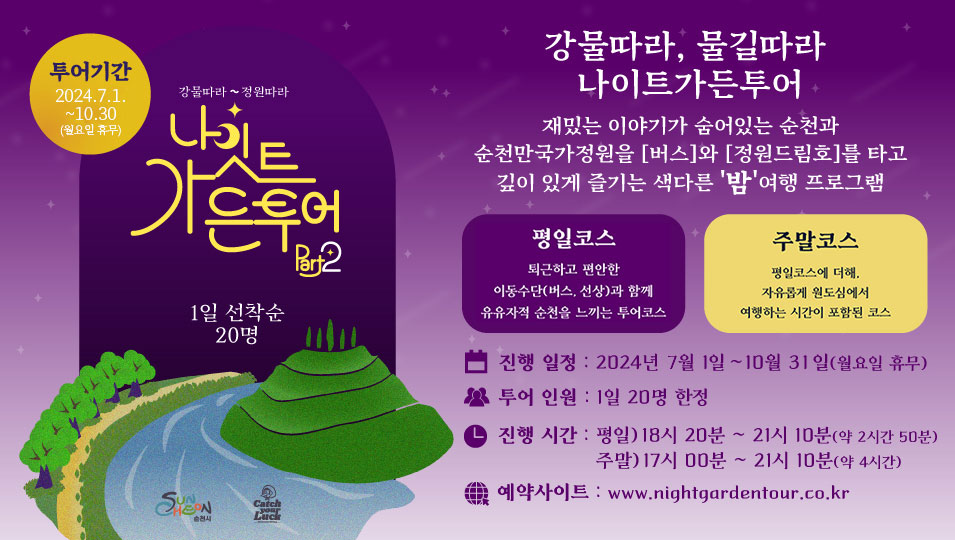 투어기간
2024.7.1.
~10.30
(월요일 휴무)
강물따라~정원따라
나이트
가든투어
Part2
1일 선착순
20명
SUNCHEON
순천시
Catch
your
Luck
강물따라, 물길따라
나이트가든투어
재밌는 이야기가 숨어있는 순천과
순천만국가정원을 [버스]와 [정원드림호]를 타고
깊이 있게 즐기는 색다른 '밤'여행 프로그램
평일코스
퇴근하고 편안한
이동수단(버스, 선상)과 함께
유유자적 순천을 느끼는 투어코스
주말코스
평일코스에 더해,
자유롭게 원도심에서
여행하는 시간이 포함된 코스
진행 일정 : 2024년 7월 1일 ~10월 31일(월요일 휴무)
투어 인원 : 1일 20명 한정
진행 시간 : 평일)18시 20분 ~ 21시 10분(약 2시간 50분)
주말)17시 00분 ~ 21시 10분(약 4시간)
예약사이트 : www.nightgardentour.co.kr